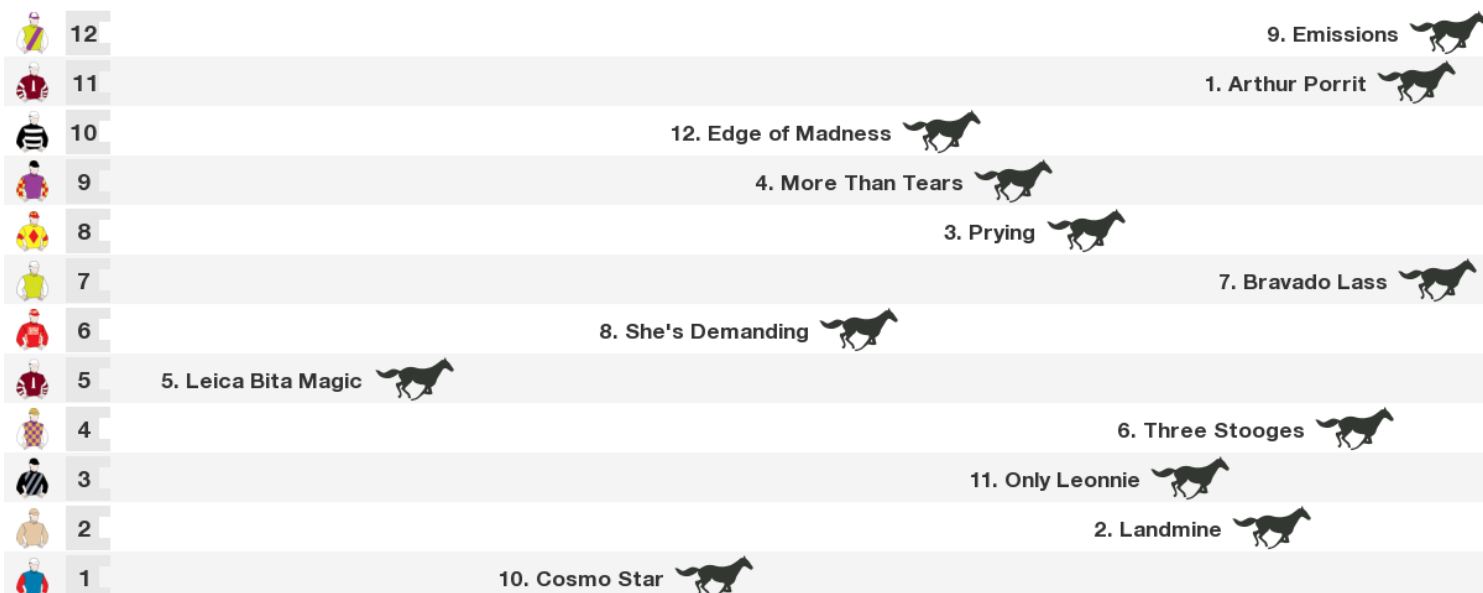 12 9. Emissions
11 1. Arthur Porrit
10 12. Edge of Madness
9 4. More Than Tears
8 3. Prying
7 7. Bravado Lass
6 8. She's Demanding
5 5. Leica Bita Magic
4 6. Three Stooges
3 11. Only Leonnie
2 2. Landmine
1 10. Cosmo Star